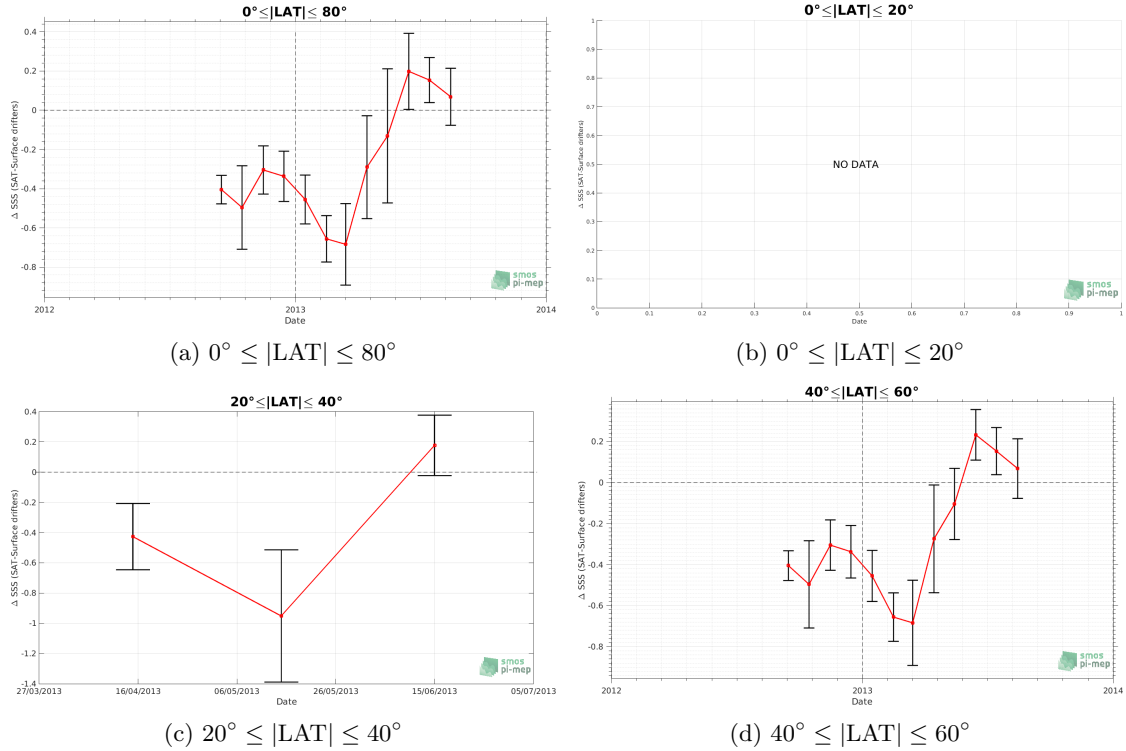 0°≤|LAT|≤ 80°
0.4
0.2
0
-0.2
-0.4
-0.6
-0.8
Δ SSS (SAT-Surface drifters)
2012
2013
2014
Date
smos
pi-mep
(a) 0° ≤ |LAT| ≤ 80°
0°≤|LAT|≤ 20°
1
0.9
0.8
0.7
0.6
0.5
0.4
0.3
0.2
0.1
0
Δ SSS (SAT-Surface drifters)
NO DATA
0 0.1 0.2 0.3 0.4 0.5 0.6 0.7 0.8 0.9 1
Date
smos
pi-mep
(b) 0° ≤ |LAT| ≤ 20°
20°≤|LAT|≤ 40°
0.4
0.2
0
-0.2
-0.4
-0.6
-0.8
-1
-1.2
-1.4
Δ SSS (SAT-Surface drifters)
27/03/2013 16/04/2013 06/05/2013 26/05/2013 15/06/2013 05/07/2013
Date
smos
pi-mep
(c) 20° ≤ |LAT| ≤ 40°
40°≤|LAT|≤ 60°
0.2
0
-0.2
-0.4
-0.6
-0.8
Δ SSS (SAT-Surface drifters)
2012
2013
2014
Date
smos
pi-mep
(d) 40° ≤ |LAT| ≤ 60°